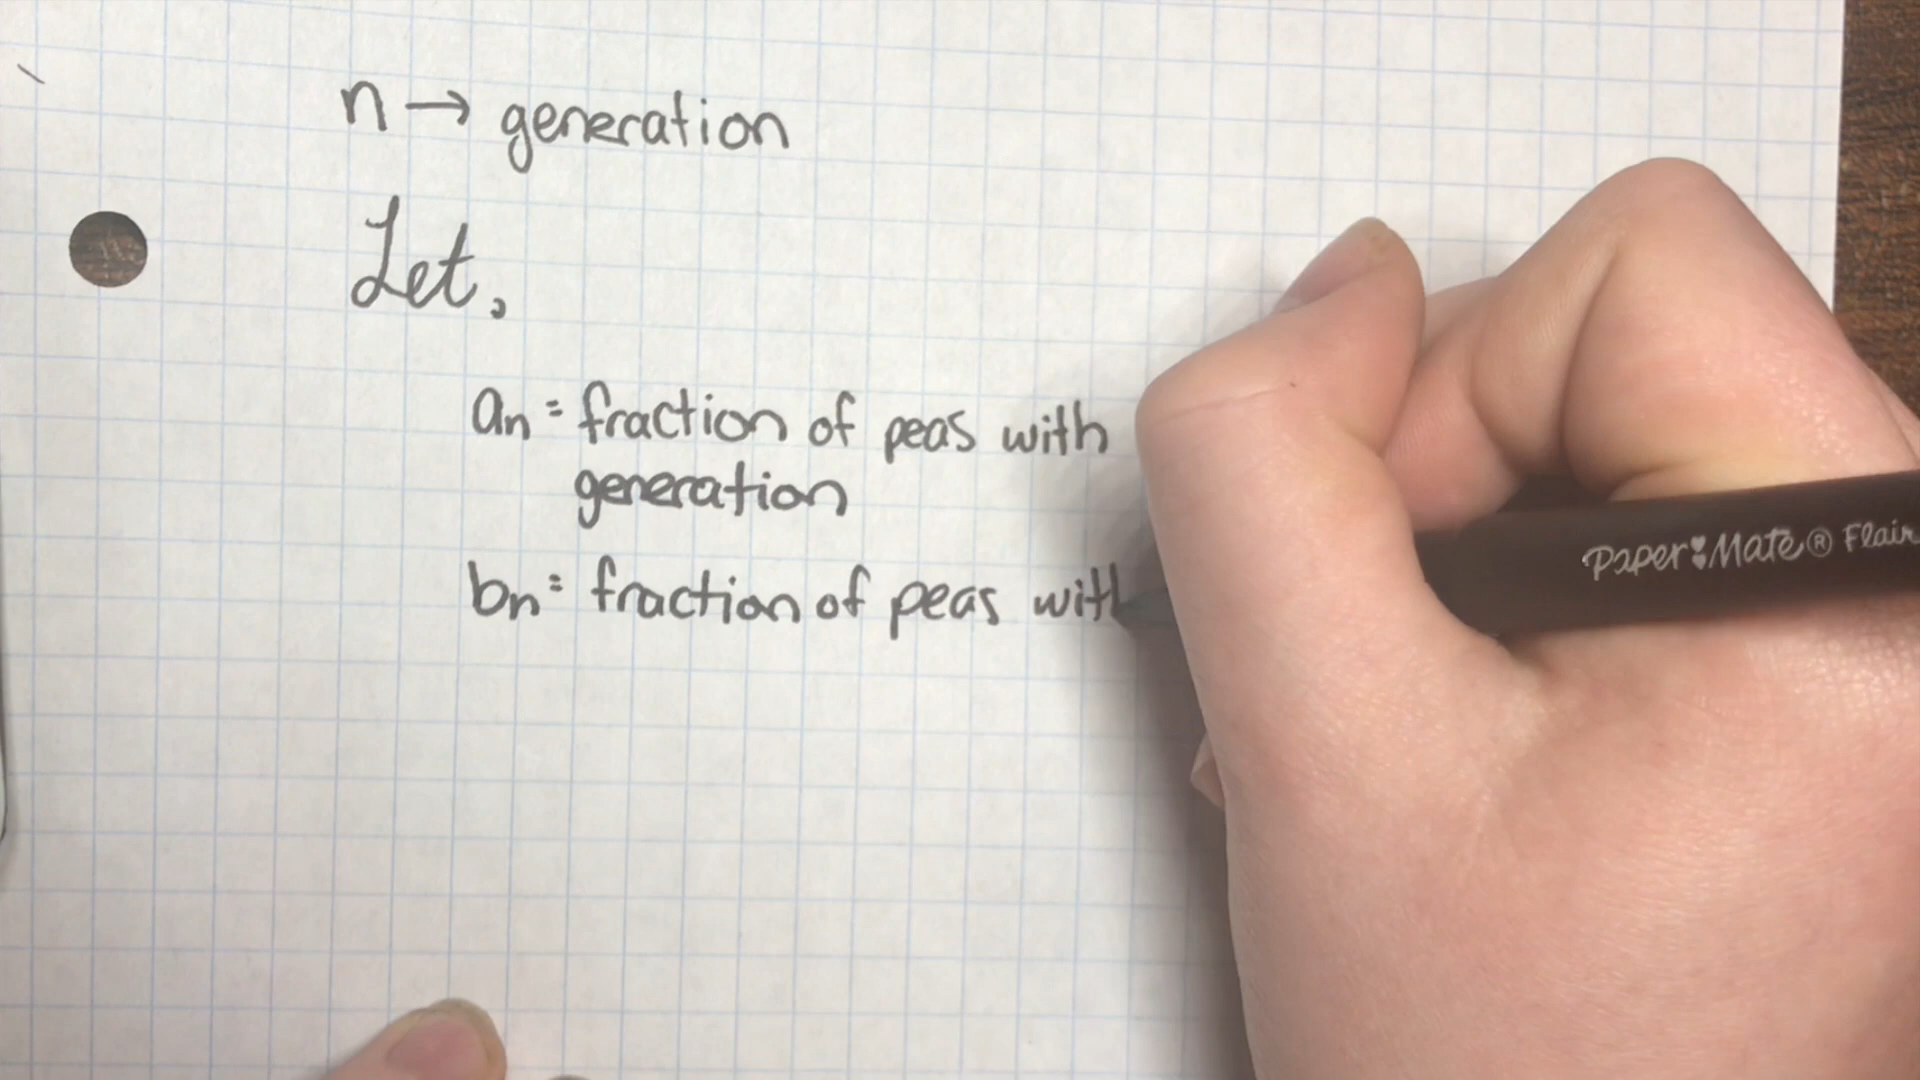 n → generation
Let,
an = fraction of peas with
generation
bn = fraction of peas with
Paper Mate® Flair